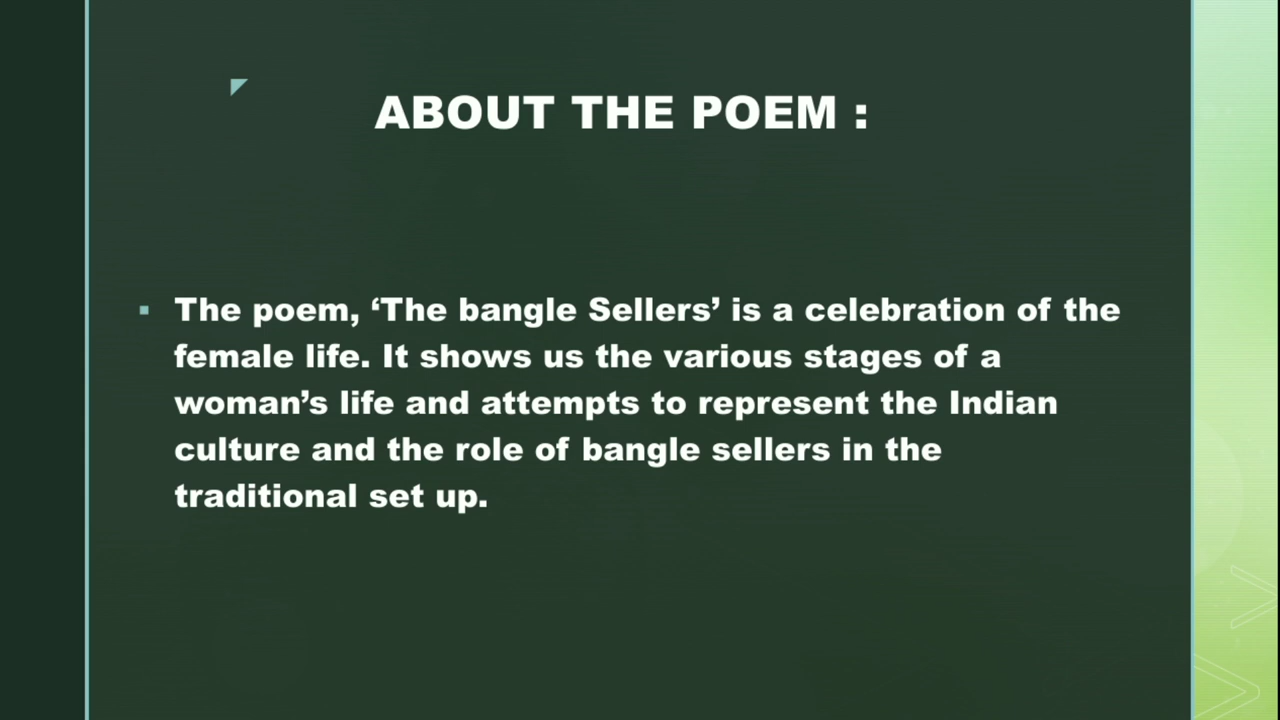 ABOUT THE POEM :
The poem, ‘The bangle Sellers’ is a celebration of the
female life. It shows us the various stages of a
woman’s life and attempts to represent the Indian
culture and the role of bangle sellers in the
traditional set up.